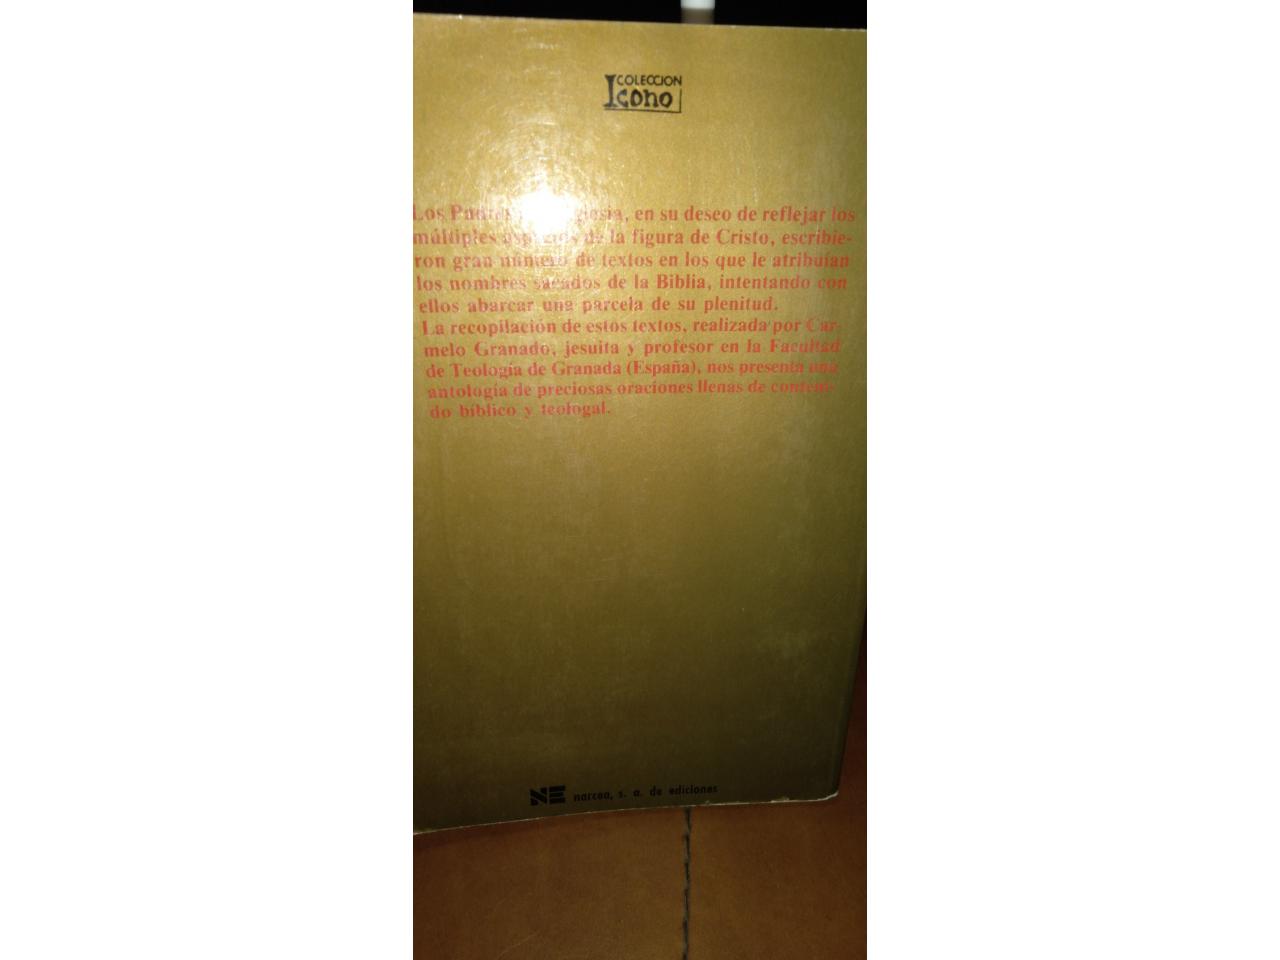 COLECCION
Icono
Los Padres de la Iglesia, en su deseo de reflejar los
múltiples aspectos de la figura de Cristo, escribie-
ron gran número de textos en los que le atribuían
los nombres sacados de la Biblia, intentando con
ellos abarcar una parcela de su plenitud.
La recopilación de estos textos, realizada por Car-
melo Granado, jesuita y profesor en la Facultad
de Teología de Granada (España), nos presenta una
antología de preciosas oraciones llenas de conteni-
do bíblico y teologal.
NE narcea, s. a. de ediciones